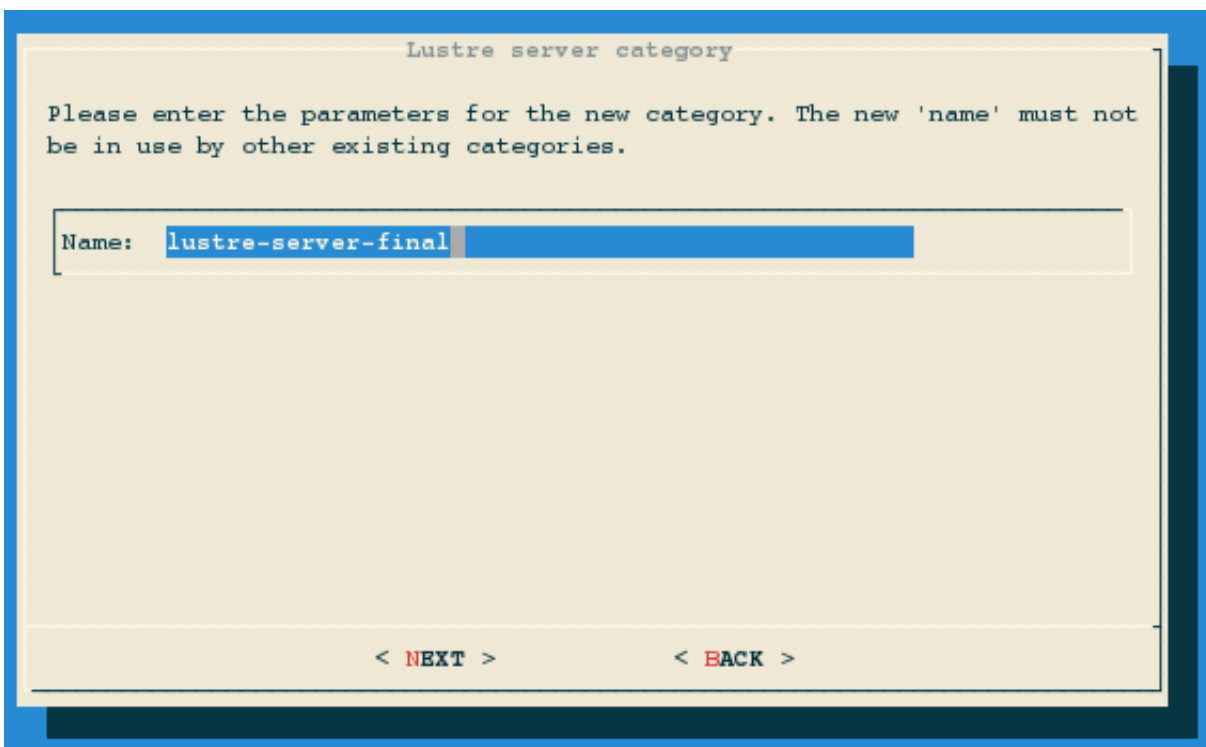 Lustre server category
Please enter the parameters for the new category. The new 'name' must not
be in use by other existing categories.
Name: lustre-server-final
< NEXT > < BACK >